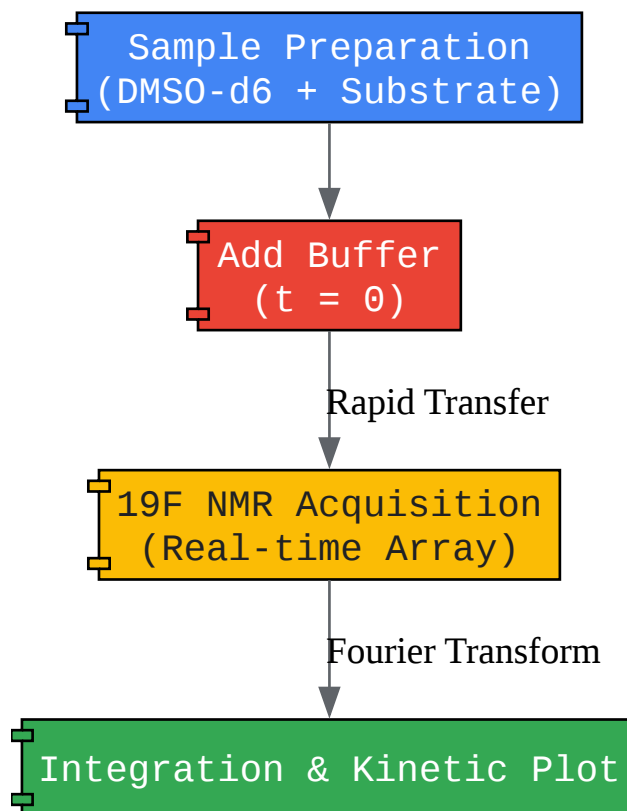 Sample Preparation
(DMSO-d6 + Substrate)
Add Buffer
(t = 0)
Rapid Transfer
19F NMR Acquisition
(Real-time Array)
Fourier Transform
Integration & Kinetic Plot